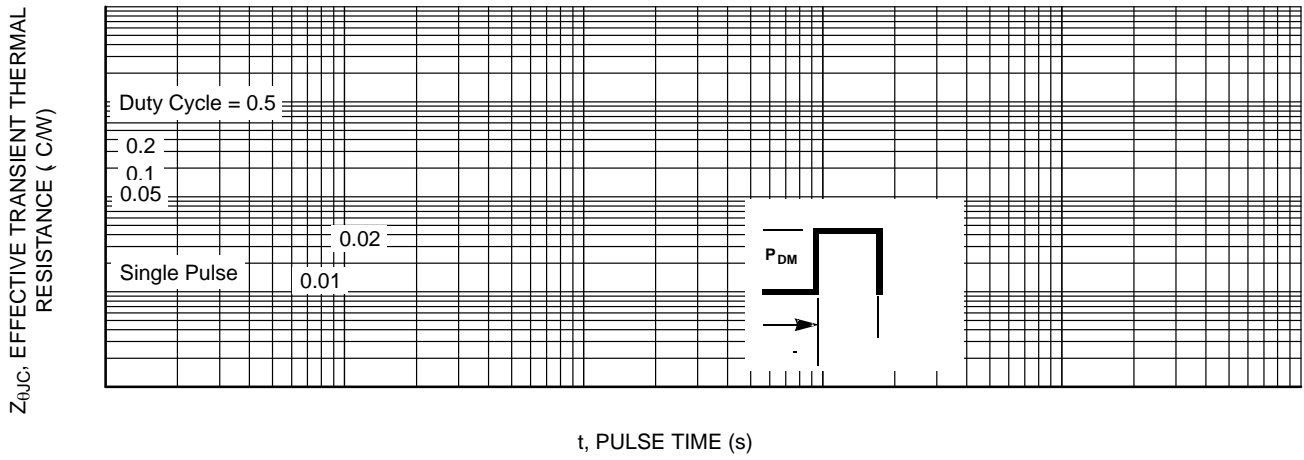 Z₀JC, EFFECTIVE TRANSIENT THERMAL
RESISTANCE ( C/W)
Duty Cycle = 0.5
0.2
0.1
0.05
0.02
Single Pulse
0.01
PDM
t, PULSE TIME (s)